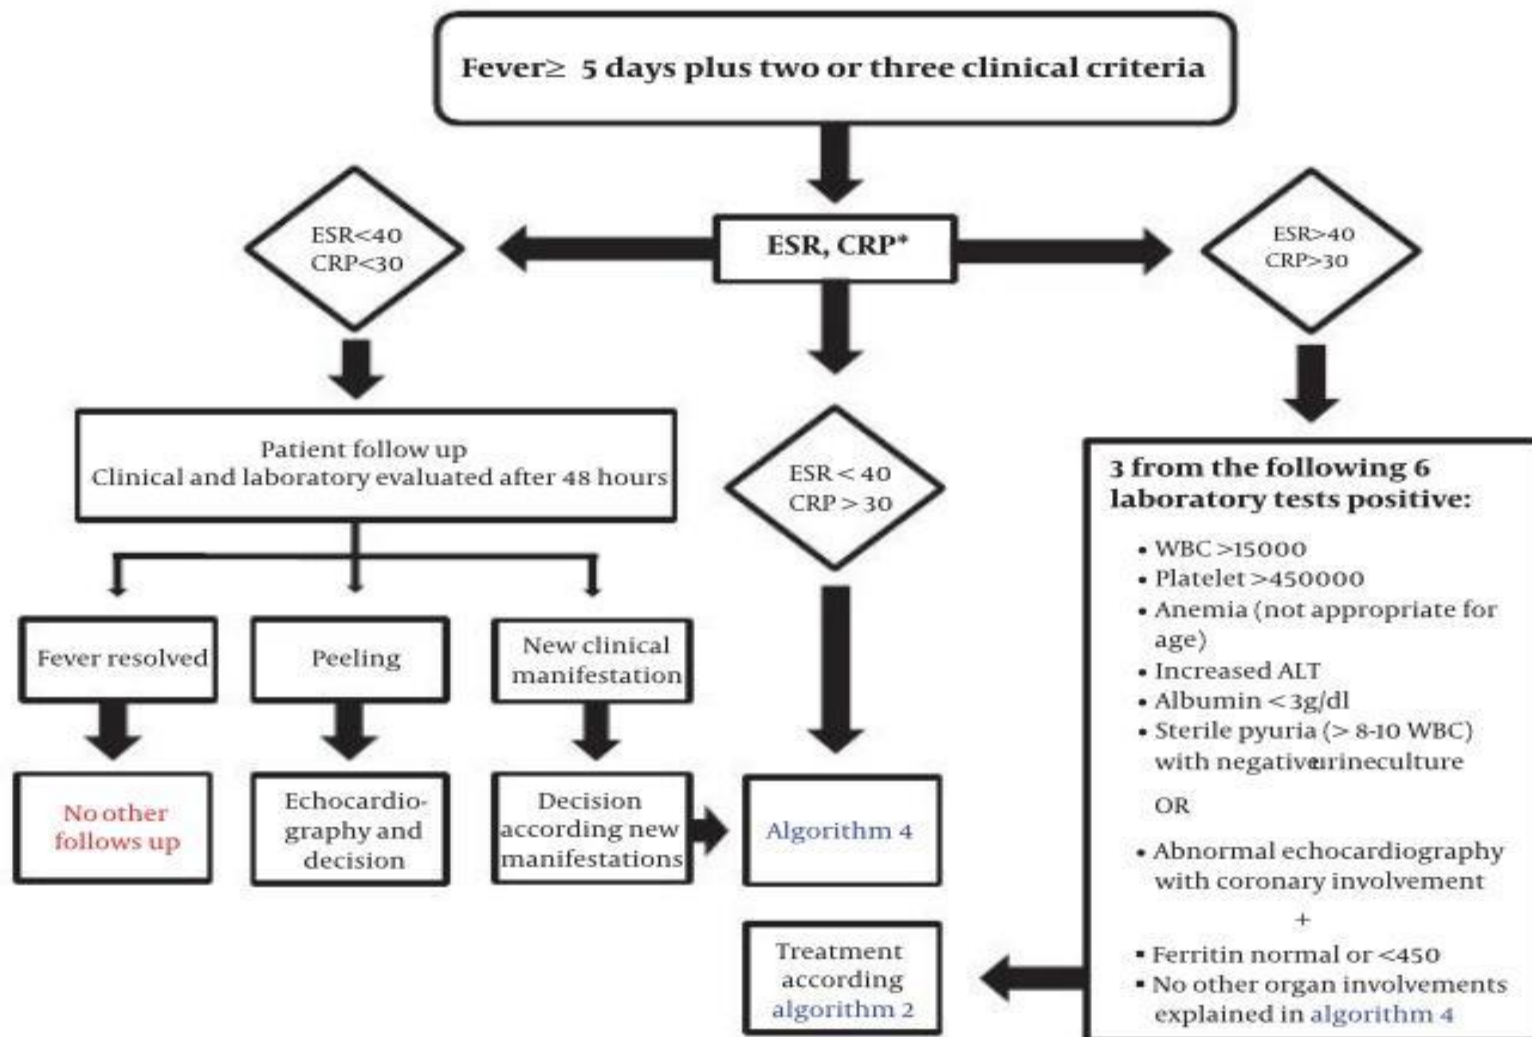 Fever≥ 5 days plus two or three clinical criteria
ESR<40
CRP<30
ESR, CRP*
ESR>40
CRP>30
Patient follow up
Clinical and laboratory evaluated after 48 hours
ESR < 40
CRP > 30
3 from the following 6
laboratory tests positive:
• WBC >15000
• Platelet >450000
• Anemia (not appropriate for
age)
• Increased ALT
• Albumin < 3g/dl
• Sterile pyuria (> 8-10 WBC)
with negativeurineculture
OR
• Abnormal echocardiography
with coronary involvement
+
▪ Ferritin normal or <450
▪ No other organ involvements
explained in algorithm 4
Fever resolved
Peeling
New clinical
manifestation
No other
follows up
Echocardio-
graphy and
decision
Decision
according new
manifestations
Algorithm 4
Treatment
according
algorithm 2